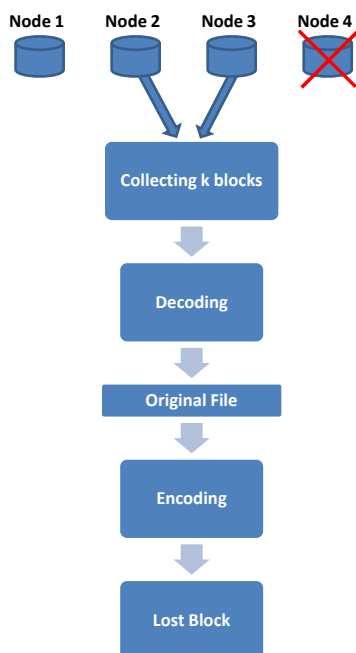 Node 1 Node 2 Node 3 Node 4
Collecting k blocks
Decoding
Original File
Encoding
Lost Block